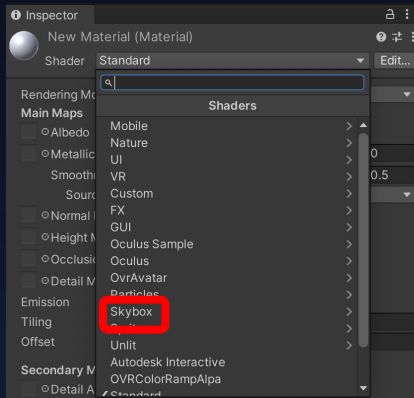 Inspector
New Material (Material)
Shader Standard Edit...
Shaders
Rendering Mo
Main Maps
Mobile
Albedo
Nature
Metallic
UI
0
Smooth
VR
0.5
Sour
Custom
Normal
FX
Height M
GUI
Oculus Sample
Occlusio
Oculus
Detail M
OvrAvatar
Emission
Particles
Tiling
Skybox
Offset
Unlit
Autodesk Interactive
Secondary M
OVRColorRampAlpa
Detail A
Standard